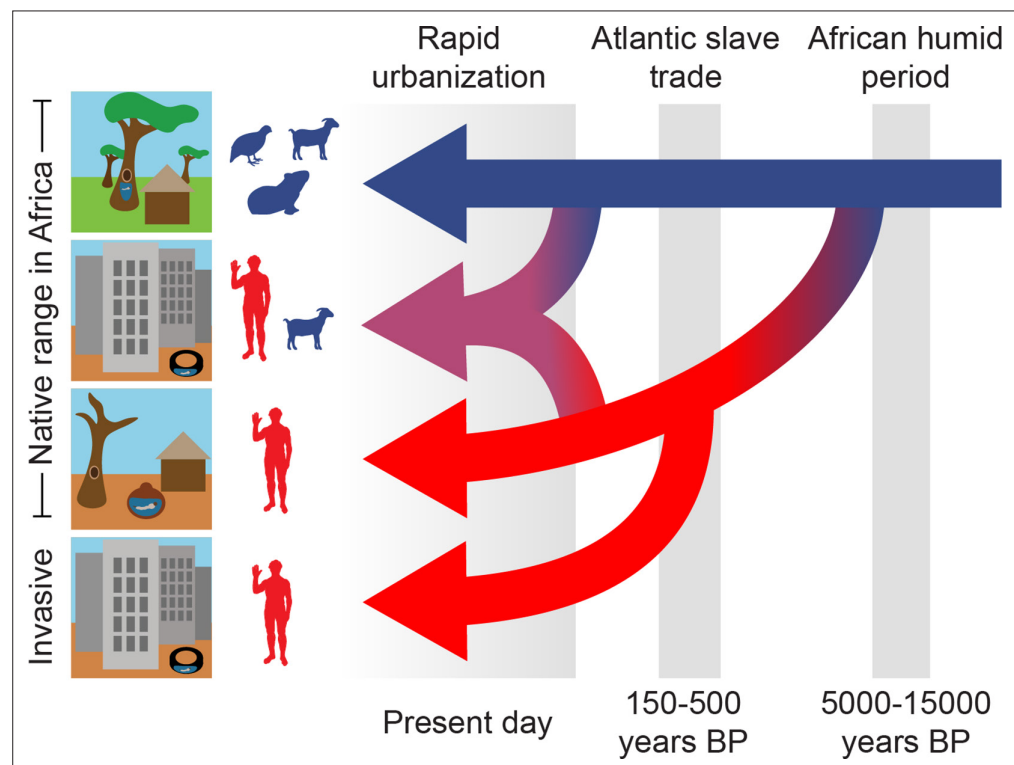 Rapid
urbanization
Atlantic slave
trade
African humid
period
Native range in Africa
Invasive
Present day
150-500
years BP
5000-15000
years BP